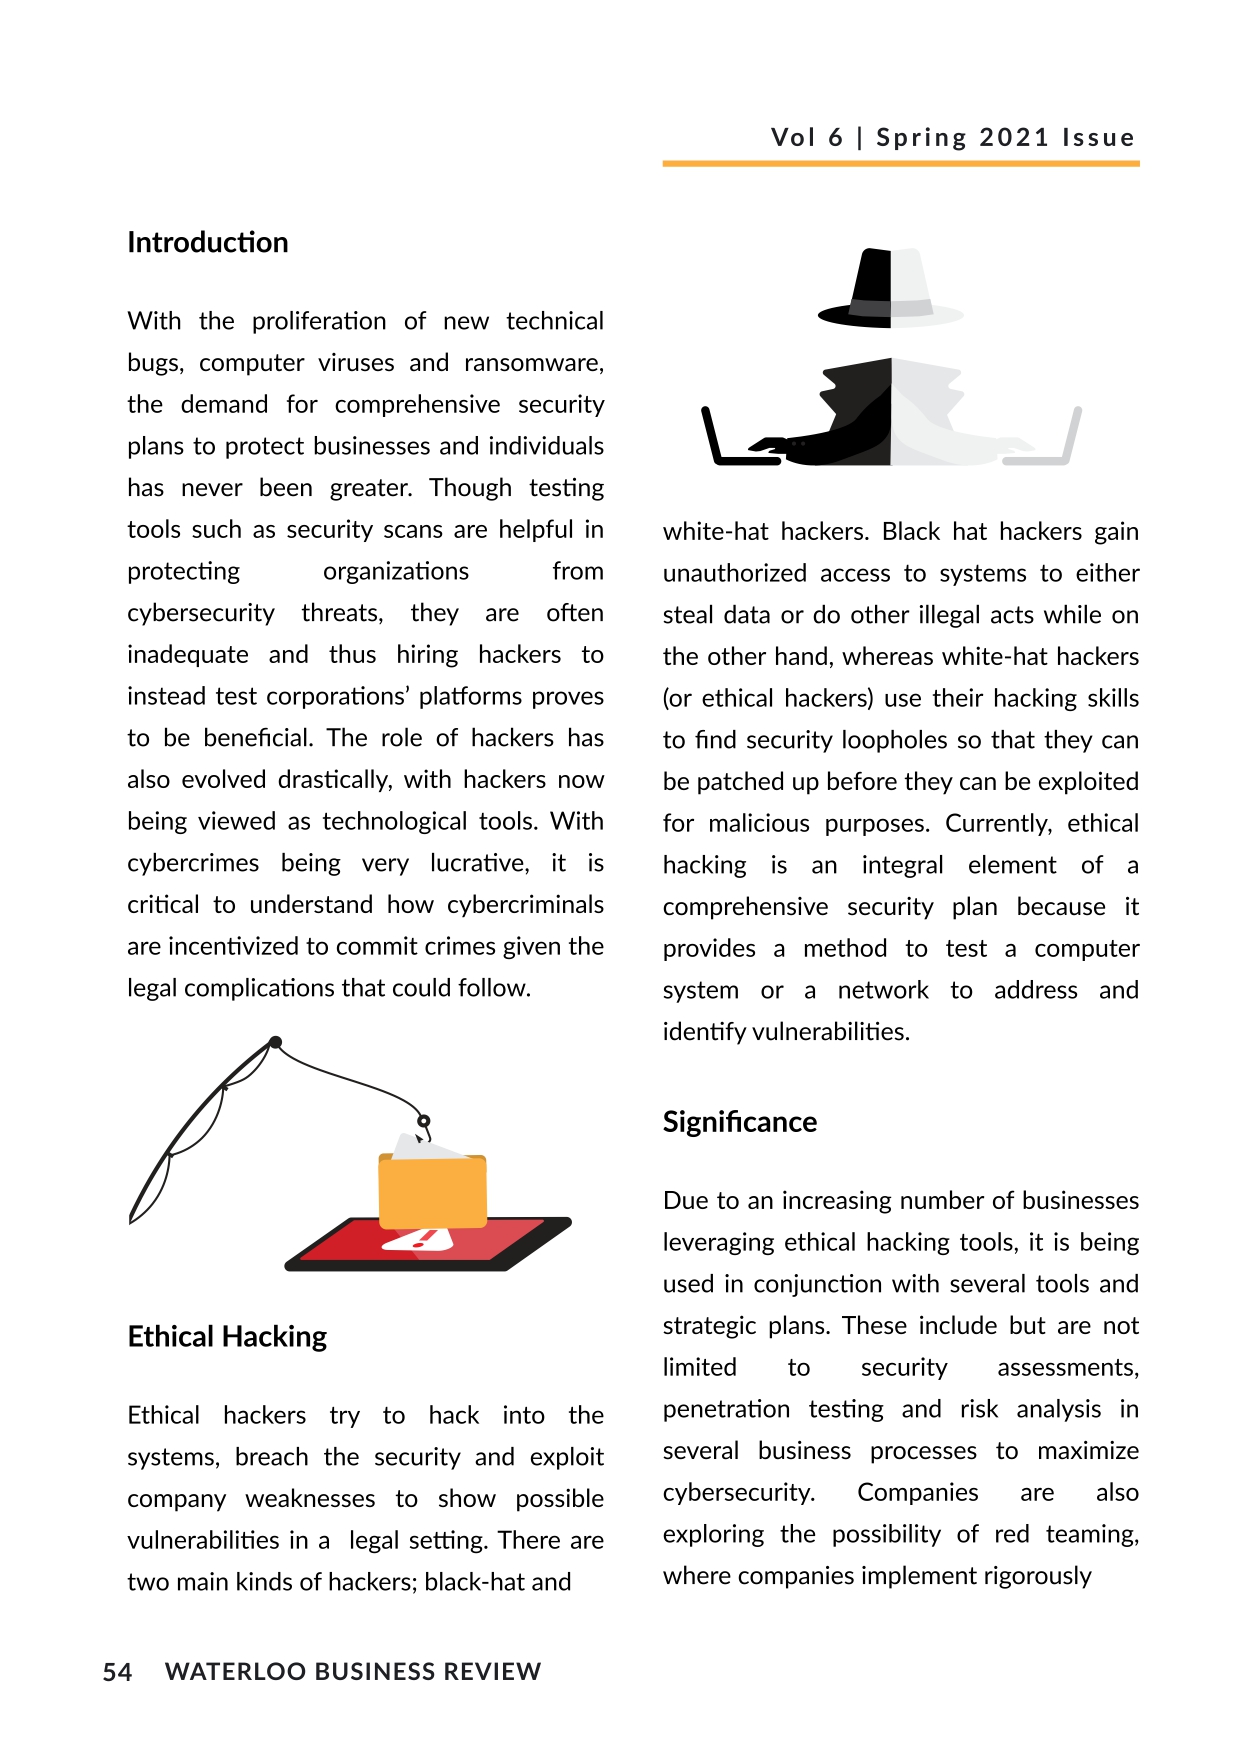 Vol 6 | Spring 2021 Issue
Introduction
With the proliferation of new technical
bugs, computer viruses and ransomware,
the demand for comprehensive security
plans to protect businesses and individuals
has never been greater. Though testing
tools such as security scans are helpful in
protecting organizations from
cybersecurity threats, they are often
inadequate and thus hiring hackers to
instead test corporations’ platforms proves
to be beneficial. The role of hackers has
also evolved drastically, with hackers now
being viewed as technological tools. With
cybercrimes being very lucrative, it is
critical to understand how cybercriminals
are incentivized to commit crimes given the
legal complications that could follow.
Ethical Hacking
Ethical hackers try to hack into the
systems, breach the security and exploit
company weaknesses to show possible
vulnerabilities in a legal setting. There are
two main kinds of hackers; black-hat and
white-hat hackers. Black hat hackers gain
unauthorized access to systems to either
steal data or do other illegal acts while on
the other hand, whereas white-hat hackers
(or ethical hackers) use their hacking skills
to find security loopholes so that they can
be patched up before they can be exploited
for malicious purposes. Currently, ethical
hacking is an integral element of a
comprehensive security plan because it
provides a method to test a computer
system or a network to address and
identify vulnerabilities.
Significance
Due to an increasing number of businesses
leveraging ethical hacking tools, it is being
used in conjunction with several tools and
strategic plans. These include but are not
limited to security assessments,
penetration testing and risk analysis in
several business processes to maximize
cybersecurity. Companies are also
exploring the possibility of red teaming,
where companies implement rigorously
54 WATERLOO BUSINESS REVIEW